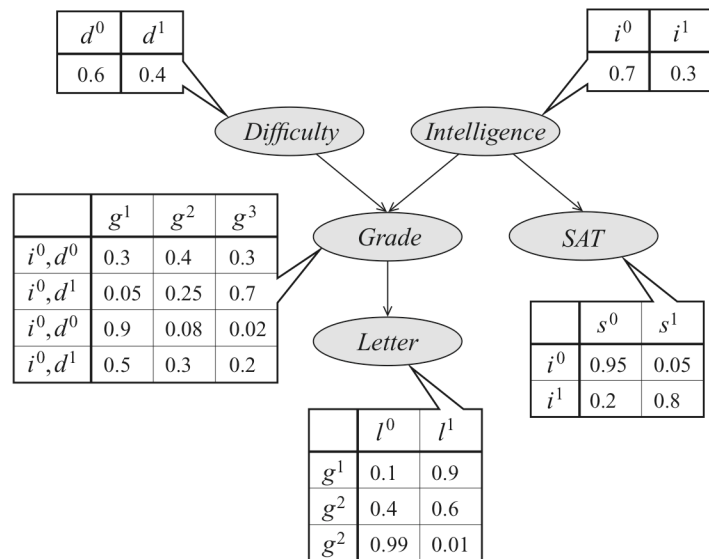 d⁰ d¹
0.6 0.4
i⁰ i¹
0.7 0.3
Difficulty
Intelligence
g¹ g² g³
i⁰,d⁰ 0.3 0.4 0.3
i⁰,d¹ 0.05 0.25 0.7
i⁰,d⁰ 0.9 0.08 0.02
i⁰,d¹ 0.5 0.3 0.2
Grade
SAT
Letter
s⁰ s¹
i⁰ 0.95 0.05
i¹ 0.2 0.8
l⁰ l¹
g¹ 0.1 0.9
g² 0.4 0.6
g² 0.99 0.01